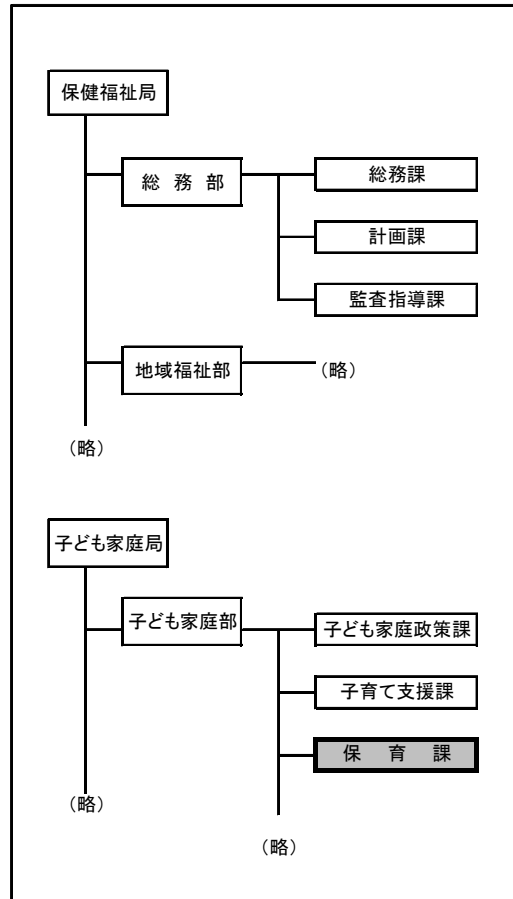 保健福祉局
総務部
総務課
計画課
監査指導課
地域福祉部
（略）
（略）
子ども家庭局
子ども家庭部
子ども家庭政策課
子育て支援課
保育課
（略）
（略）